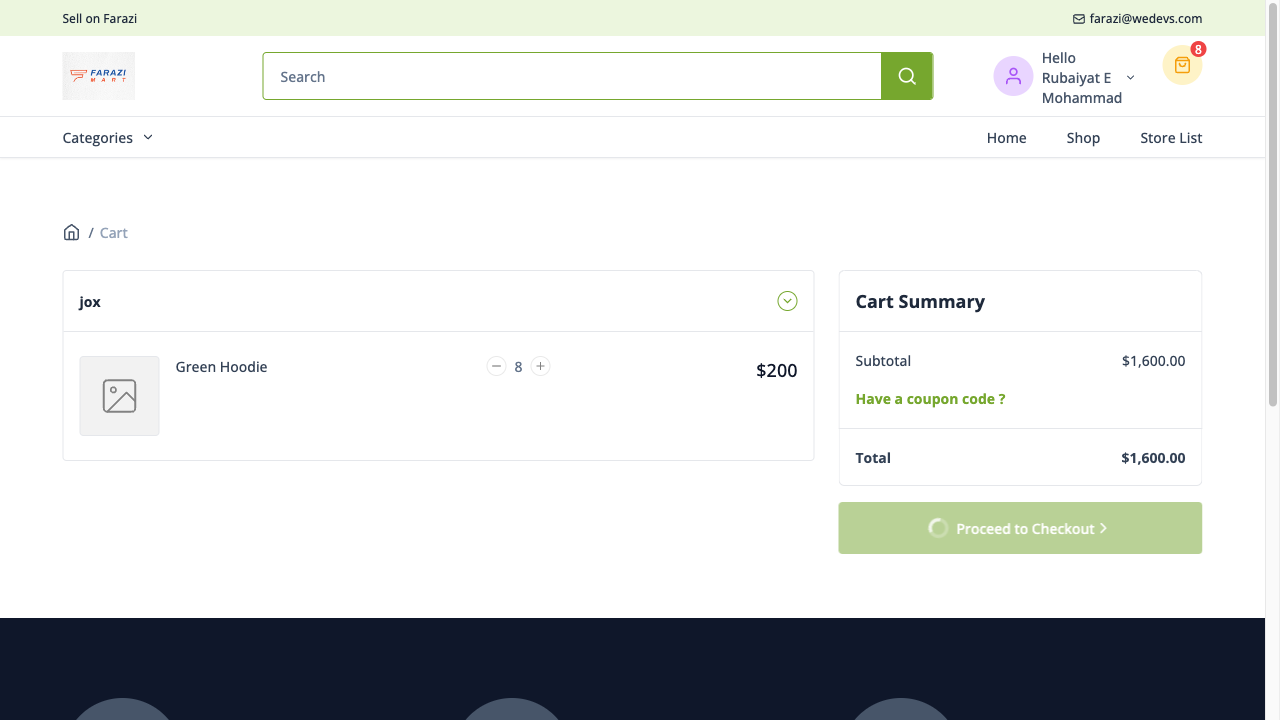 Sell on Farazi
farazi@wedevs.com
FARAZI
MART
Search
Hello
Rubaiyat E
Mohammad
8
Categories
Home
Shop
Store List
/ Cart
jox
Green Hoodie
8
$200
Cart Summary
Subtotal
$1,600.00
Have a coupon code ?
Total
$1,600.00
Proceed to Checkout